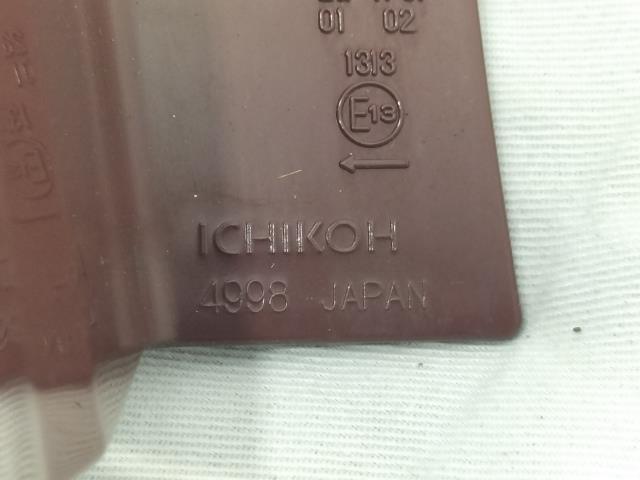 01 02
1313
E13
←
ICHIKOH
4998 JAPAN